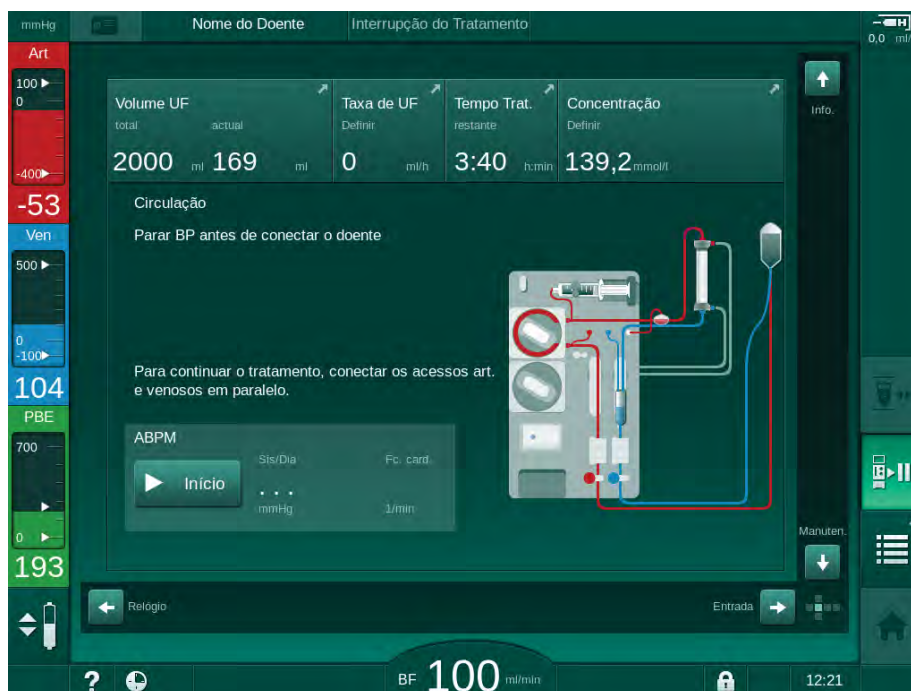 mmHg Nome do Doente Interrupção do Tratamento
0,0 ml/
Art
100
0
-400
-53
Ven
500
0
-100
104
PBE
700
0
193
Volume UF Taxa de UF Tempo Trat. Concentração
total actual Definir restante Definir
2000 ml 169 ml 0 ml/h 3:40 h:min 139,2 mmol/l
Circulação
Parar BP antes de conectar o doente
Para continuar o tratamento, conectar os acessos art.
e venosos em paralelo.
ABPM
Sis/Dia Fc. card.
Início . . .
mmHg 1/min
Info.
Manuten.
Relógio Entrada
? BF 100 ml/min 12:21